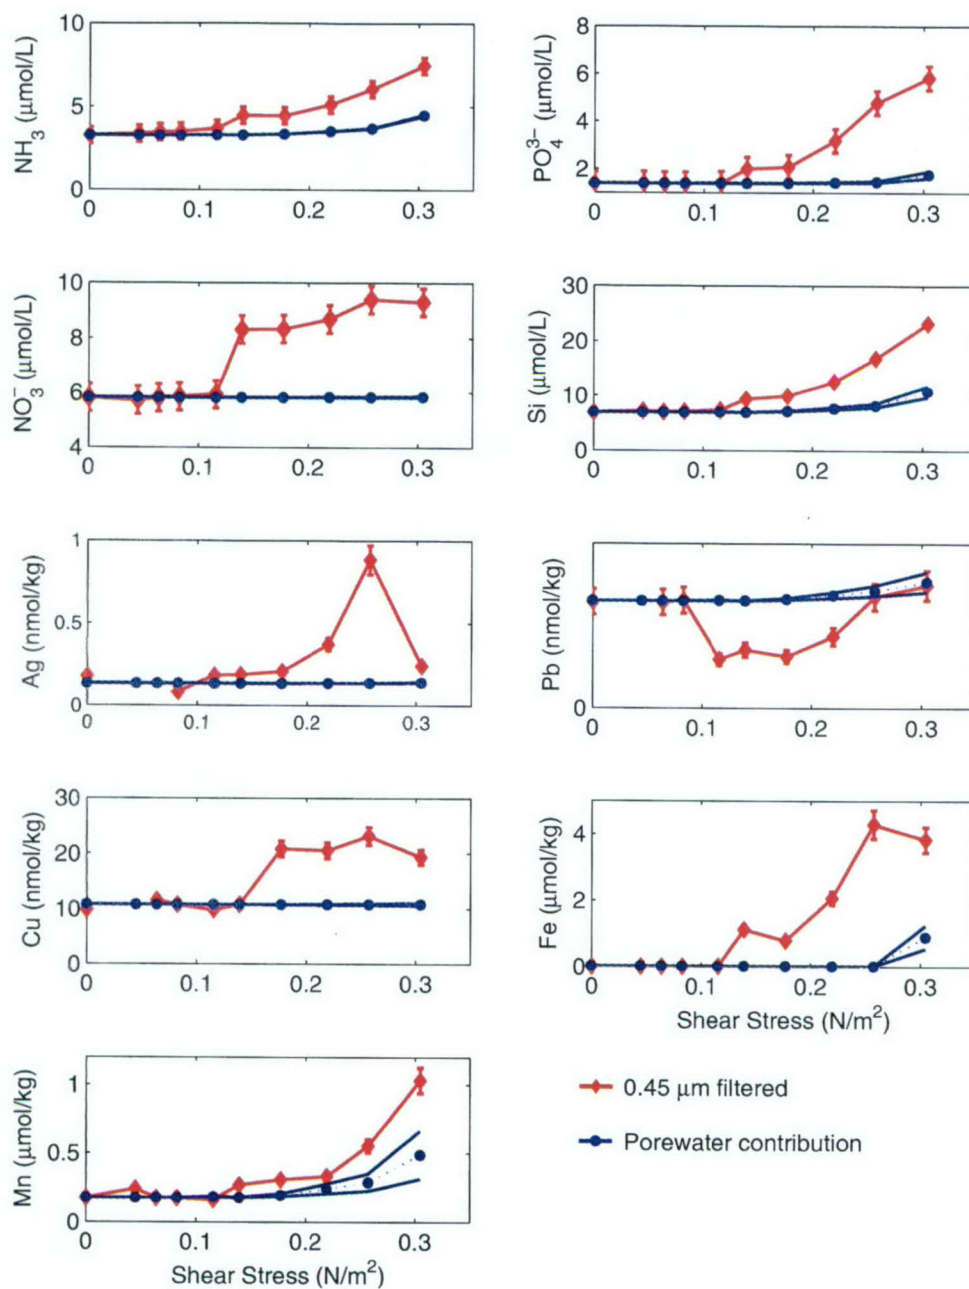 10
5
0
NH₃ (μmol/L)
0 0.1 0.2 0.3
8
6
4
2
PO₄³⁻ (μmol/L)
0 0.1 0.2 0.3
10
8
6
4
NO₃⁻ (μmol/L)
0 0.1 0.2 0.3
30
20
10
0
Si (μmol/L)
0 0.1 0.2 0.3
1
0.5
0
Ag (nmol/kg)
0 0.1 0.2 0.3
Pb (nmol/kg)
0 0.1 0.2 0.3
30
20
10
0
Cu (nmol/kg)
0 0.1 0.2 0.3
4
2
0
Fe (μmol/kg)
0 0.1 0.2 0.3
Shear Stress (N/m²)
1
0.5
0
Mn (μmol/kg)
0 0.1 0.2 0.3
Shear Stress (N/m²)
0.45 μm filtered
Porewater contribution